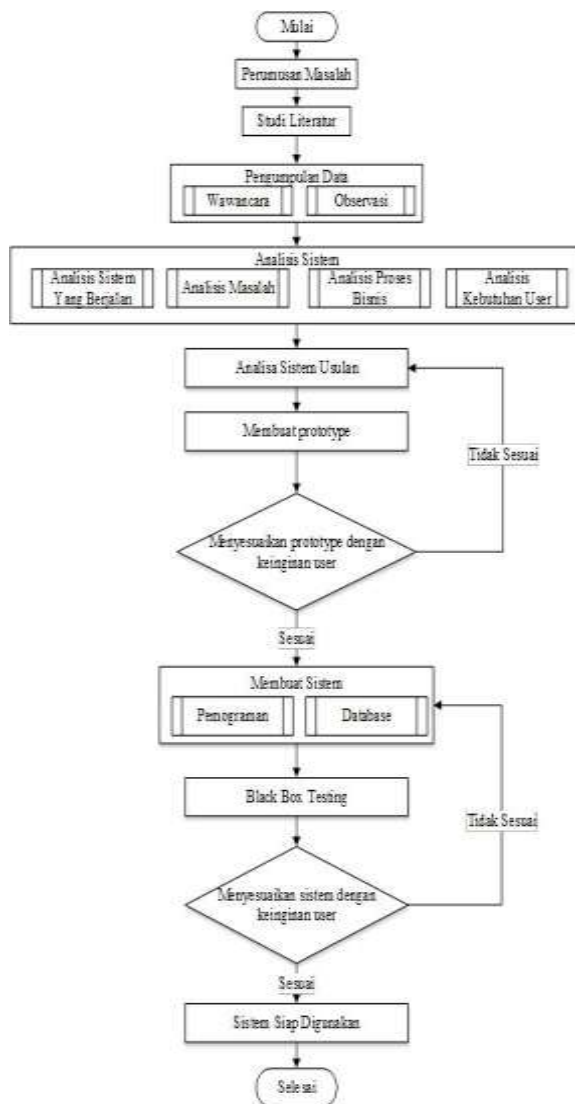 Mulai
Perumusan Masalah
Studi Literatur
Pengumpulan Data
Wawancara
Observasi
Analisis Sistem
Analisis Sistem
Yang Berjalan
Analisis Masalah
Analisis Proses
Bisnis
Analisis
Kebutuhan User
Analisa Sistem Usulan
Membuat prototype
Tidak Sesuai
Menyesuaikan prototype dengan
keinginan user
Sesuai
Membuat Sistem
Pemograman
Database
Black Box Testing
Tidak Sesuai
Menyesuaikan sistem dengan
keinginan user
Sesuai
Sistem Siap Digunakan
Selesai